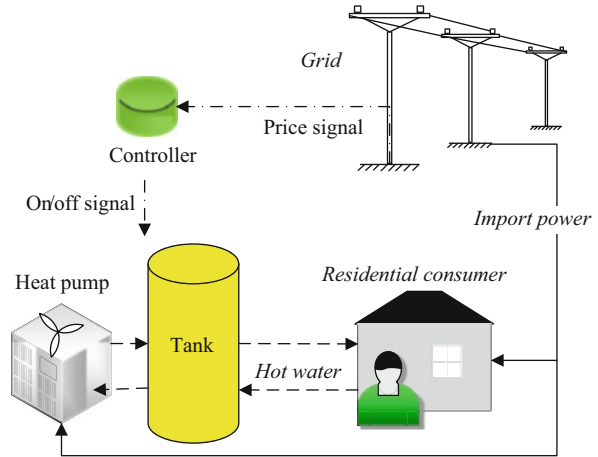 Grid
Price signal
Controller
On/off signal
Import power
Heat pump
Residential consumer
Tank
Hot water